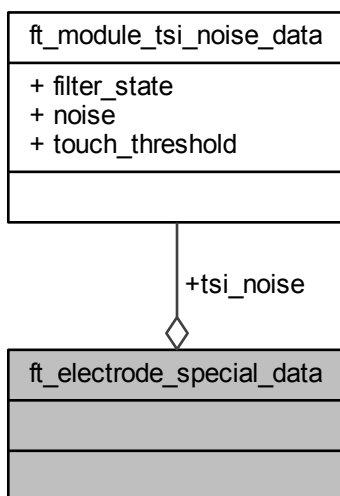 ft_module_tsi_noise_data
+ filter_state
+ noise
+ touch_threshold
+tsi_noise
ft_electrode_special_data